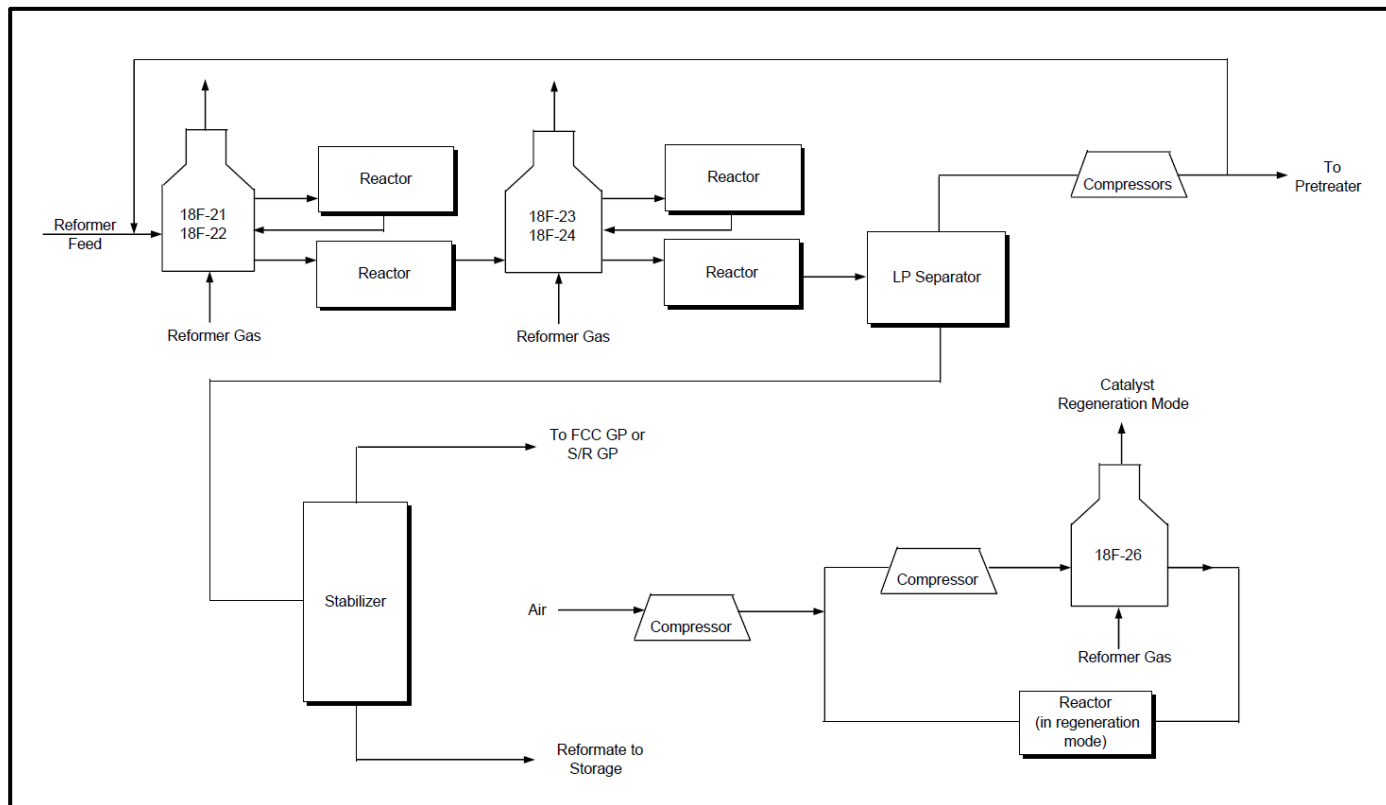 Reactor
Reactor
Compressors
To
Pretreater
Reformer
Feed
18F-21
18F-22
18F-23
18F-24
Reactor
Reactor
LP Separator
Reformer Gas
Reformer Gas
Catalyst
Regeneration Mode
To FCC GP or
S/R GP
18F-26
Compressor
Stabilizer
Air
Compressor
Reformer Gas
Reactor
(in regeneration
mode)
Reformate to
Storage